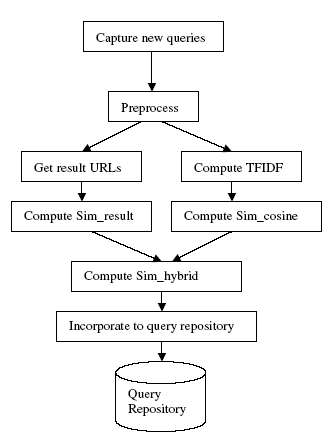 Capture new queries
Preprocess
Get result URLs
Compute TFIDF
Compute Sim_result
Compute Sim_cosine
Compute Sim_hybrid
Incorporate to query repository
Query
Repository